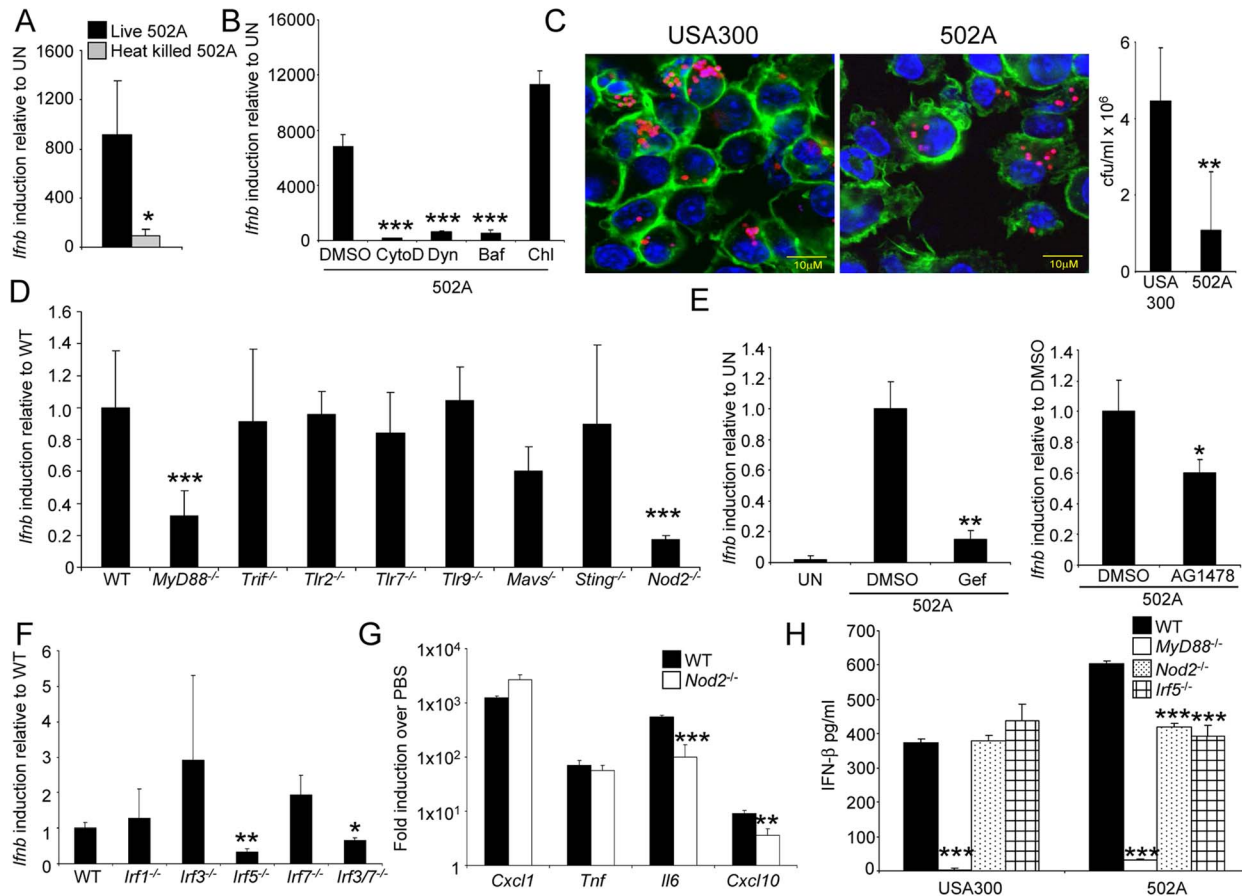 A
Live 502A
Heat killed 502A
Ifnb induction relative to UN
1600
1200
800
400
0
*
B
Ifnb induction relative to UN
16000
12000
8000
4000
0
*** *** ***
DMSO CytoD Dyn Baf Chl
502A
C
USA300
502A
10μM
10μM
cfu/ml x 10⁶
6
4
2
0
**
USA 502A
300
D
Ifnb induction relative to WT
1.6
1.4
1.2
1.0
0.8
0.6
0.4
0.2
0
*** ***
WT MyD88-/- Trif-/- Tlr2-/- Tlr7-/- Tlr9-/- Mavs-/- Sting-/- Nod2-/-
E
Ifnb induction relative to UN
1.4
1.2
1.0
0.8
0.6
0.4
0.2
0
**
UN DMSO Gef
502A
Ifnb induction relative to DMSO
1.4
1.2
1.0
0.8
0.6
0.4
0.2
0
*
DMSO AG1478
502A
F
Ifnb induction relative to WT
6
5
4
3
2
1
0
** *
WT Irf1-/- Irf3-/- Irf5-/- Irf7-/- Irf3/7-/-
G
WT
Nod2-/-
Fold induction over PBS
1x10⁴
1x10³
1x10²
1x10¹
1
*** **
Cxcl1 Tnf Il6 Cxcl10
H
WT
MyD88-/-
Nod2-/-
Irf5-/-
IFN-β pg/ml
700
600
500
400
300
200
100
0
*** *** *** ***
USA300 502A